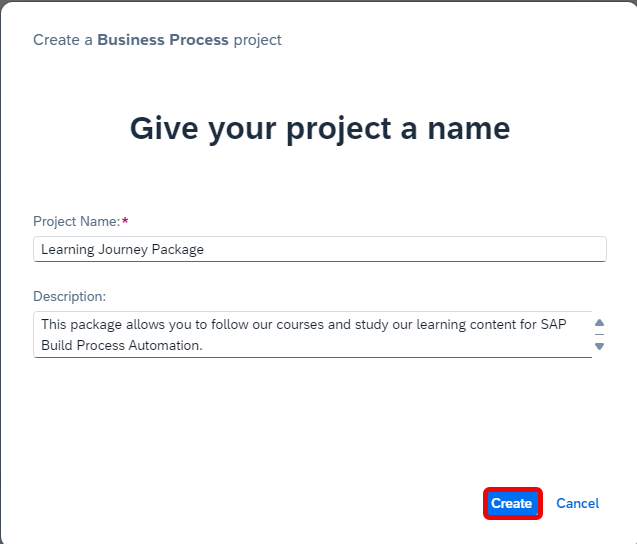 Create a Business Process project
Give your project a name
Project Name:*
Learning Journey Package
Description:
This package allows you to follow our courses and study our learning content for SAP
Build Process Automation.
Create Cancel